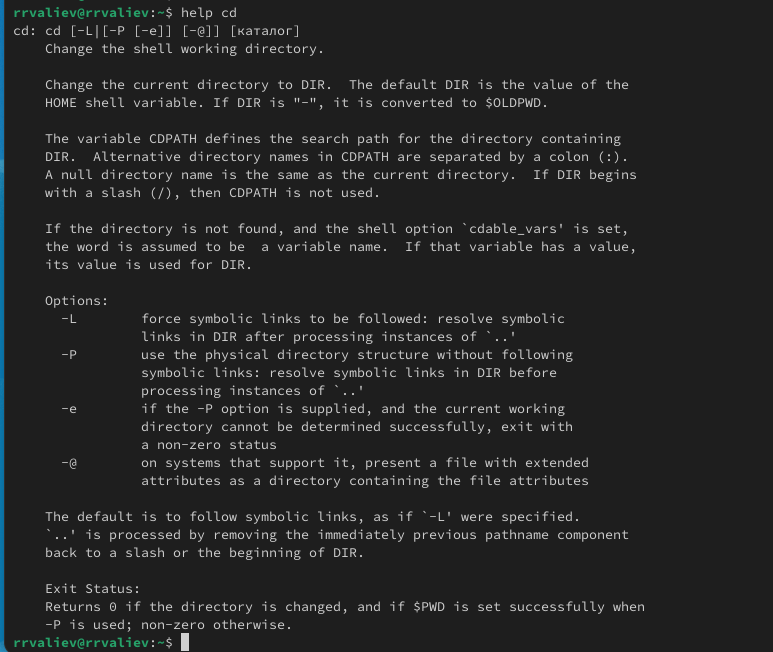 rrvaliev@rrvaliev:~$ help cd
cd: cd [-L|[-P [-e]] [-@]] [каталог]
    Change the shell working directory.

    Change the current directory to DIR.  The default DIR is the value of the
    HOME shell variable. If DIR is "-", it is converted to $OLDPWD.

    The variable CDPATH defines the search path for the directory containing
    DIR.  Alternative directory names in CDPATH are separated by a colon (:).
    A null directory name is the same as the current directory.  If DIR begins
    with a slash (/), then CDPATH is not used.

    If the directory is not found, and the shell option `cdable_vars' is set,
    the word is assumed to be  a variable name.  If that variable has a value,
    its value is used for DIR.

    Options:
      -L        force symbolic links to be followed: resolve symbolic
                links in DIR after processing instances of `..'
      -P        use the physical directory structure without following
                symbolic links: resolve symbolic links in DIR before
                processing instances of `..'
      -e        if the -P option is supplied, and the current working
                directory cannot be determined successfully, exit with
                a non-zero status
      -@        on systems that support it, present a file with extended
                attributes as a directory containing the file attributes

    The default is to follow symbolic links, as if `-L' were specified.
    `..' is processed by removing the immediately previous pathname component
    back to a slash or the beginning of DIR.

    Exit Status:
    Returns 0 if the directory is changed, and if $PWD is set successfully when
    -P is used; non-zero otherwise.
rrvaliev@rrvaliev:~$